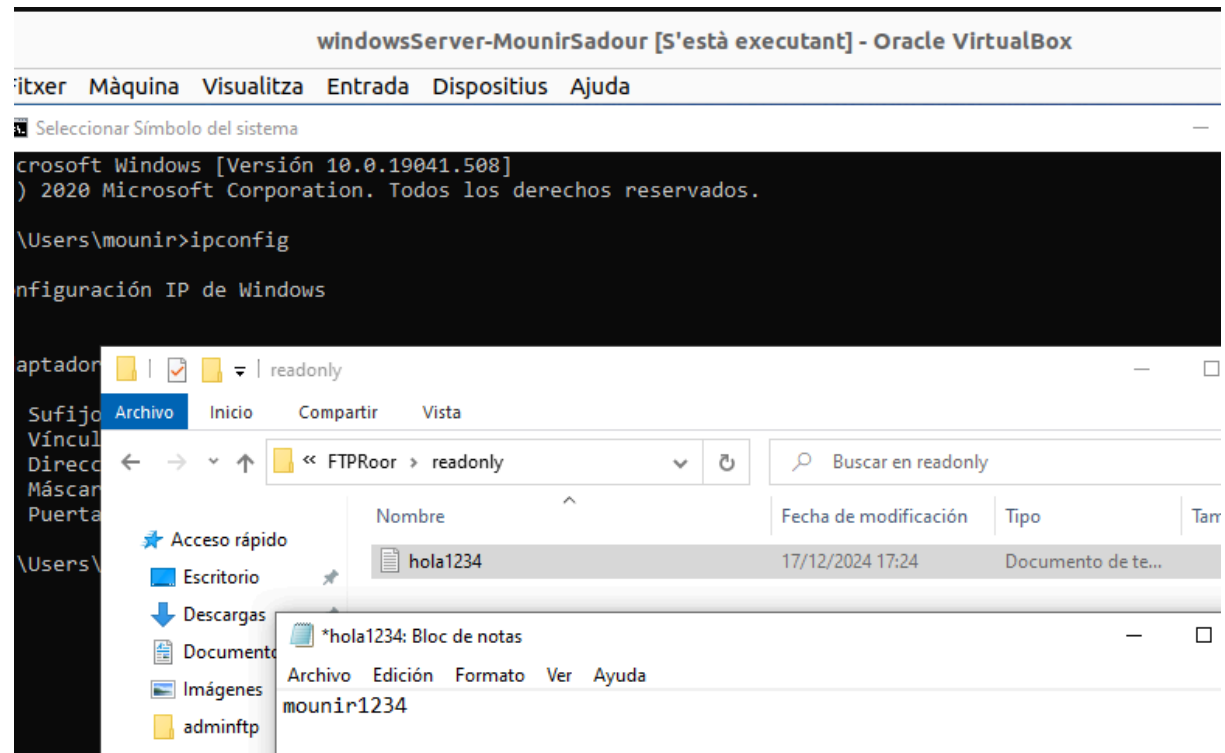 windowsServer-MounirSadour [S'està executant] - Oracle VirtualBox
Fitxer Màquina Visualitza Entrada Dispositius Ajuda
Seleccionar Símbolo del sistema
crosoft Windows [Versión 10.0.19041.508]
) 2020 Microsoft Corporation. Todos los derechos reservados.
\Users\mounir>ipconfig
nfiguración IP de Windows
aptador
readonly
Sufijo
Archivo Inicio Compartir Vista
Víncul
Direcc
« FTPRoor > readonly
Buscar en readonly
Máscar
Puerta
Nombre Fecha de modificación Tipo Tam
Acceso rápido
\Users\
hola1234 17/12/2024 17:24 Documento de te...
Escritorio
Descargas
*hola1234: Bloc de notas
Documento
Archivo Edición Formato Ver Ayuda
Imágenes
mounir1234
adminftp